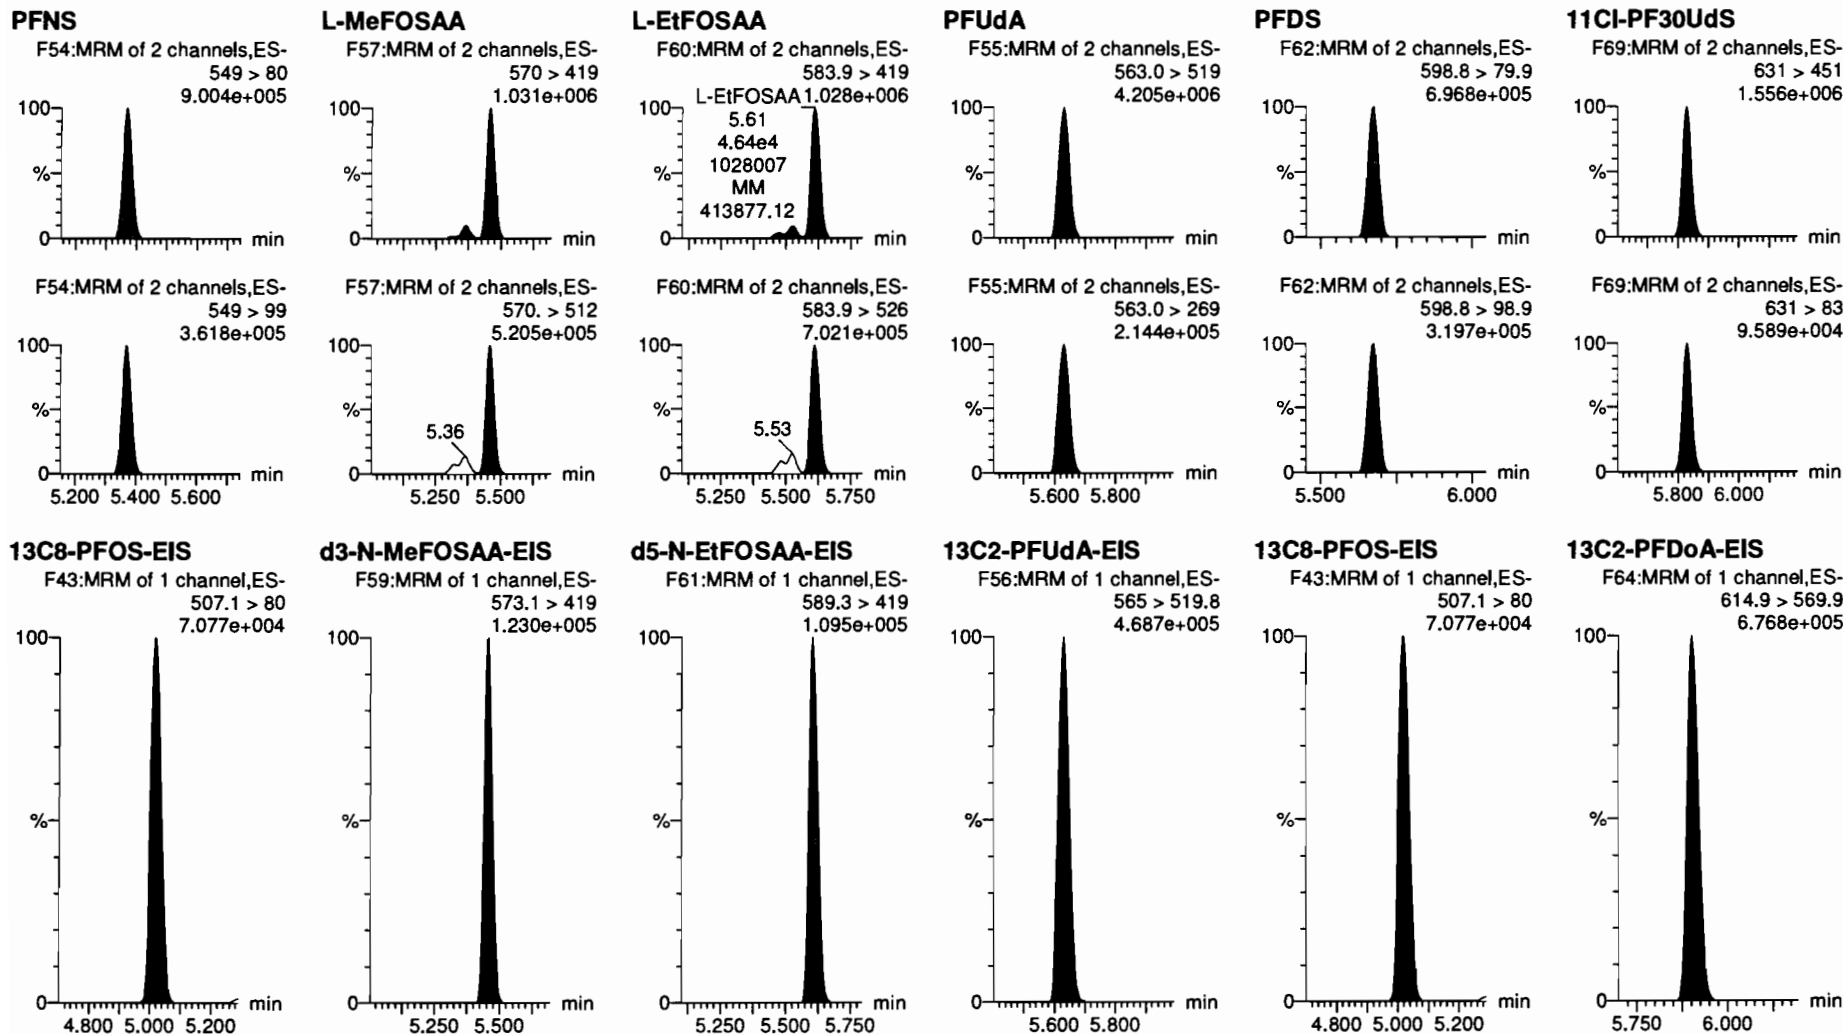 PFNS
F54:MRM of 2 channels,ES-
549 > 80
9.004e+005
100
%
0
min
F54:MRM of 2 channels,ES-
549 > 99
3.618e+005
100
%
0
min
5.200 5.400 5.600
L-MeFOSAA
F57:MRM of 2 channels,ES-
570 > 419
1.031e+006
100
%
0
min
F57:MRM of 2 channels,ES-
570. > 512
5.205e+005
100
5.36
%
0
min
5.250 5.500
L-EtFOSAA
F60:MRM of 2 channels,ES-
583.9 > 419
L-EtFOSAA 1.028e+006
100
5.61
4.64e4
1028007
MM
413877.12
%
0
min
F60:MRM of 2 channels,ES-
583.9 > 526
7.021e+005
100
5.53
%
0
min
5.250 5.500 5.750
PFUdA
F55:MRM of 2 channels,ES-
563.0 > 519
4.205e+006
100
%
0
min
F55:MRM of 2 channels,ES-
563.0 > 269
2.144e+005
100
%
0
min
5.600 5.800
PFDS
F62:MRM of 2 channels,ES-
598.8 > 79.9
6.968e+005
100
%
0
min
F62:MRM of 2 channels,ES-
598.8 > 98.9
3.197e+005
100
%
0
min
5.500 6.000
11Cl-PF30UdS
F69:MRM of 2 channels,ES-
631 > 451
1.556e+006
100
%
0
min
F69:MRM of 2 channels,ES-
631 > 83
9.589e+004
100
%
0
min
5.800 6.000
13C8-PFOS-EIS
F43:MRM of 1 channel,ES-
507.1 > 80
7.077e+004
100
%
0
min
4.800 5.000 5.200
d3-N-MeFOSAA-EIS
F59:MRM of 1 channel,ES-
573.1 > 419
1.230e+005
100
%
0
min
5.250 5.500
d5-N-EtFOSAA-EIS
F61:MRM of 1 channel,ES-
589.3 > 419
1.095e+005
100
%
0
min
5.250 5.500 5.750
13C2-PFUdA-EIS
F56:MRM of 1 channel,ES-
565 > 519.8
4.687e+005
100
%
0
min
5.600 5.800
13C8-PFOS-EIS
F43:MRM of 1 channel,ES-
507.1 > 80
7.077e+004
100
%
0
min
4.800 5.000 5.200
13C2-PFDoA-EIS
F64:MRM of 1 channel,ES-
614.9 > 569.9
6.768e+005
100
%
0
min
5.750 6.000